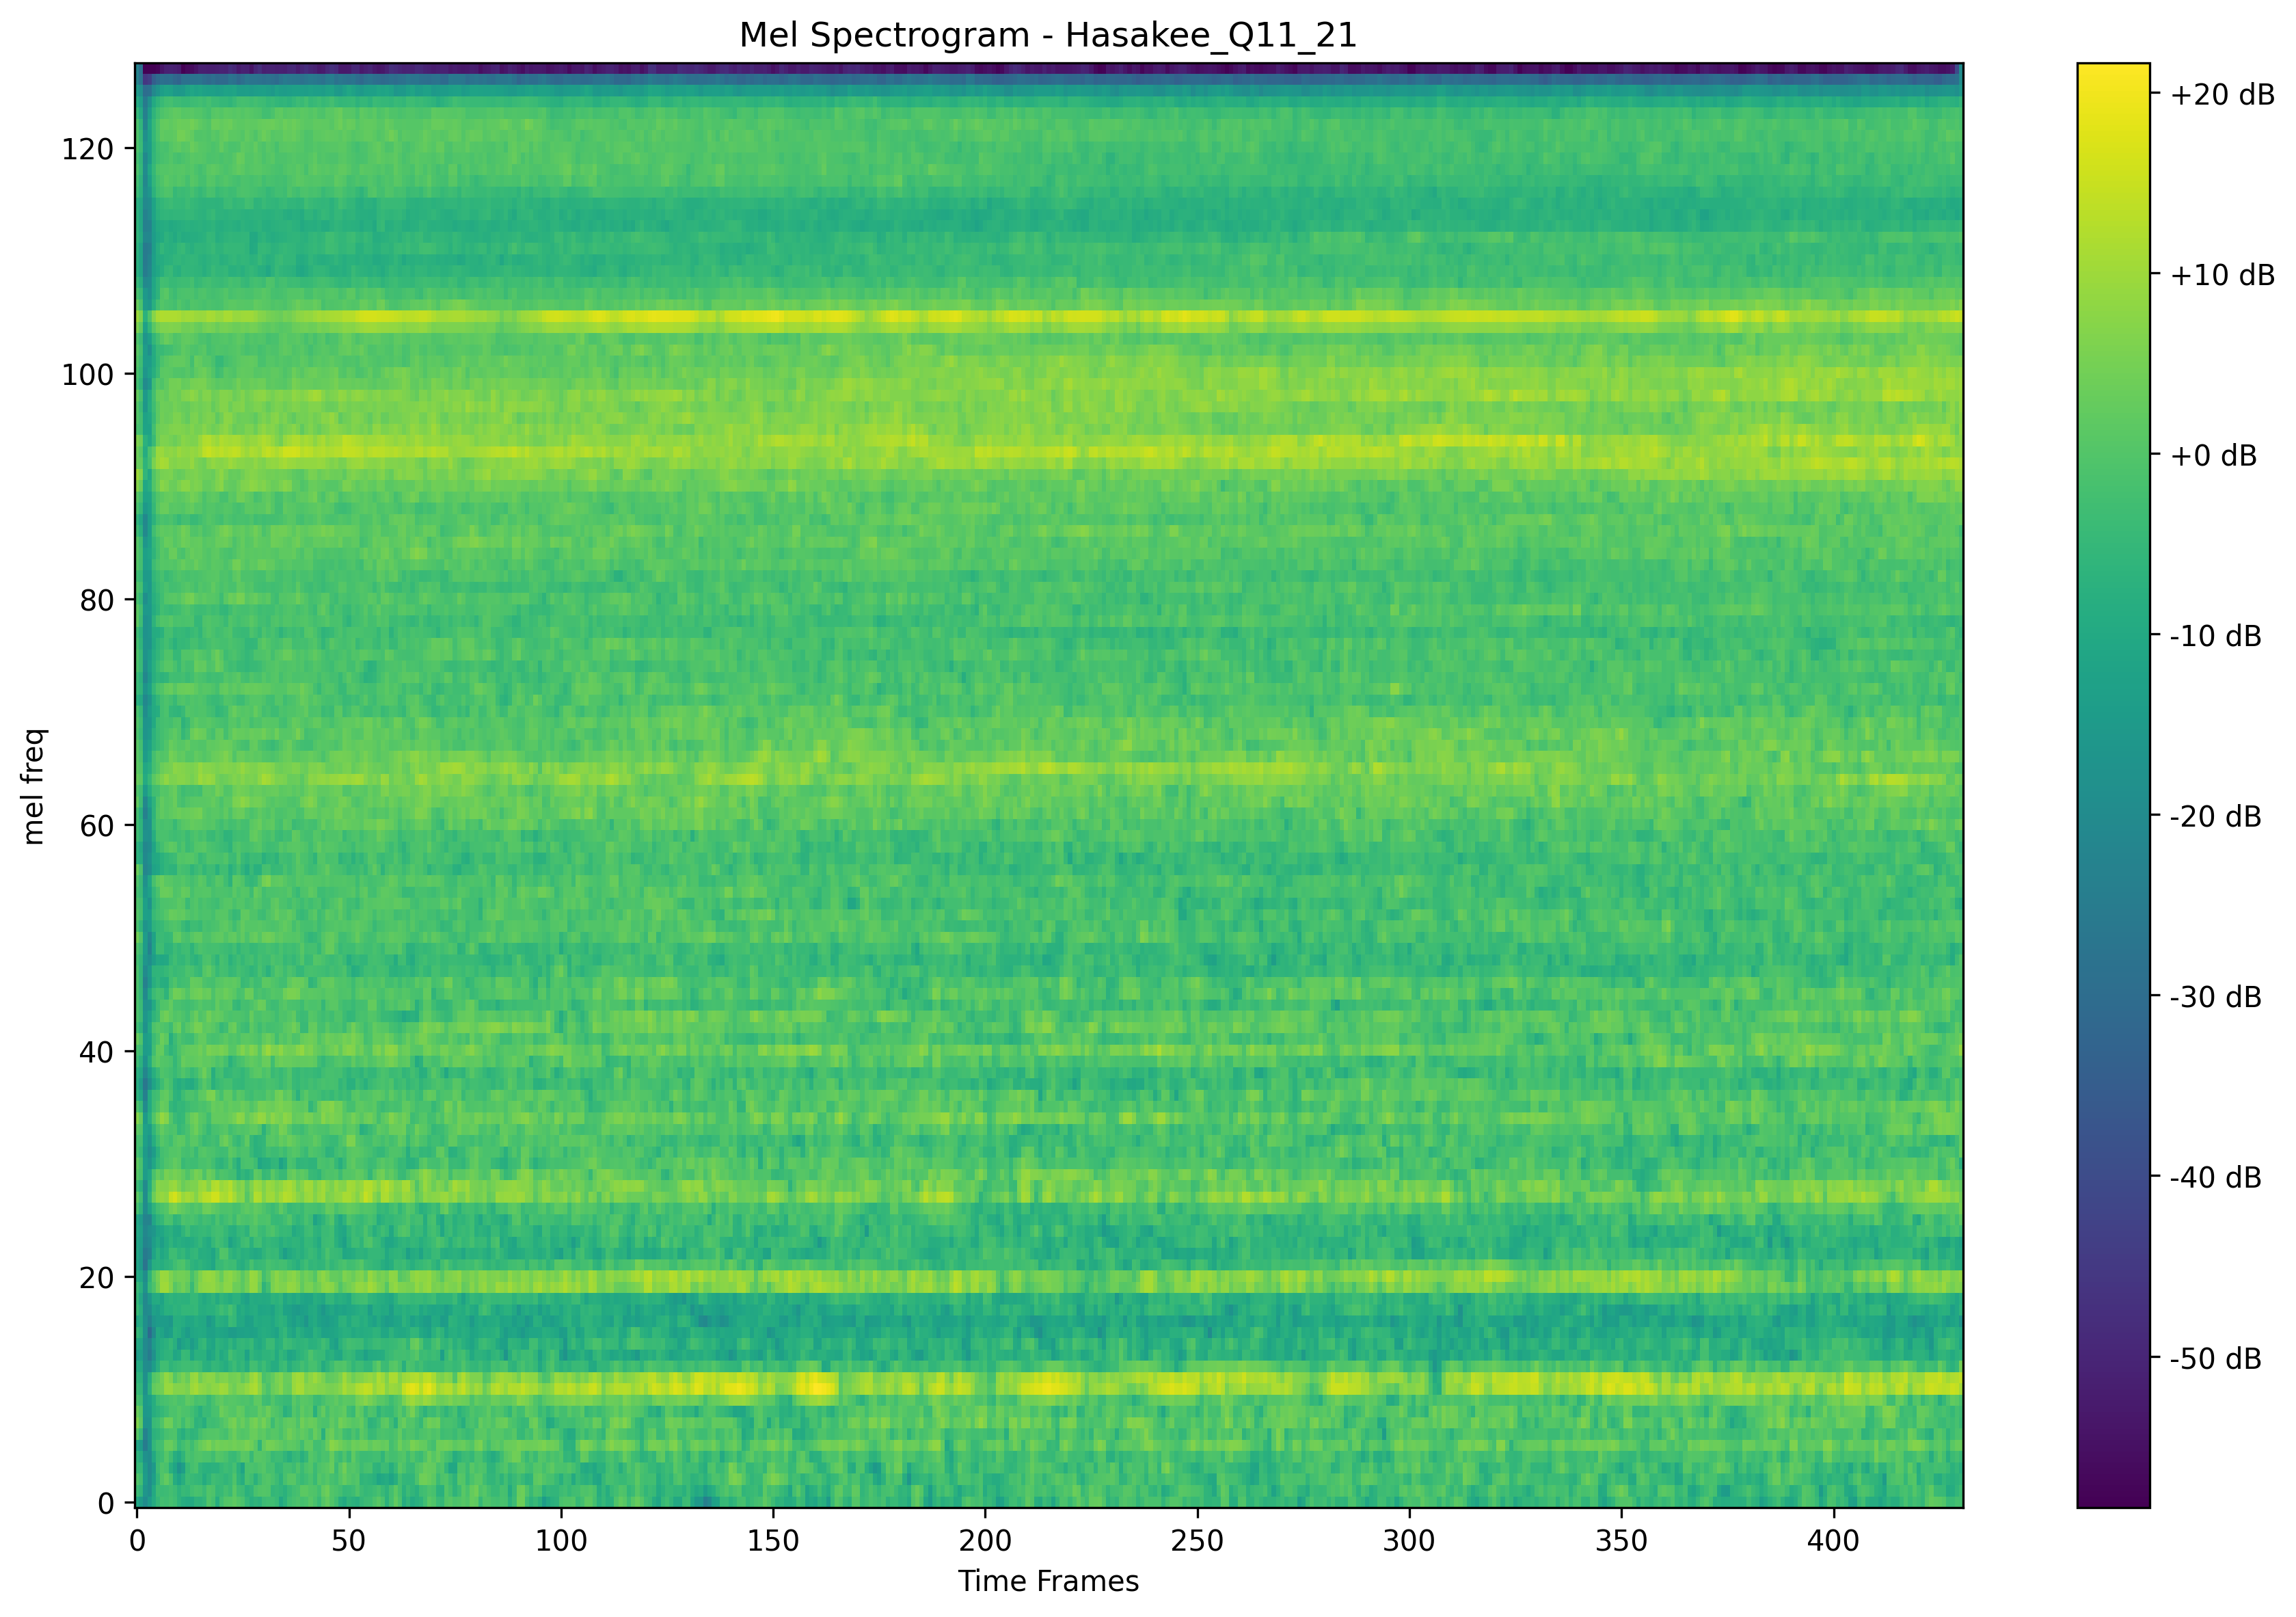 Mel Spectrogram - Hasakee_Q11_21
mel freq
120
100
80
60
40
20
0
0 50 100 150 200 250 300 350 400
Time Frames
+20 dB
+10 dB
+0 dB
-10 dB
-20 dB
-30 dB
-40 dB
-50 dB